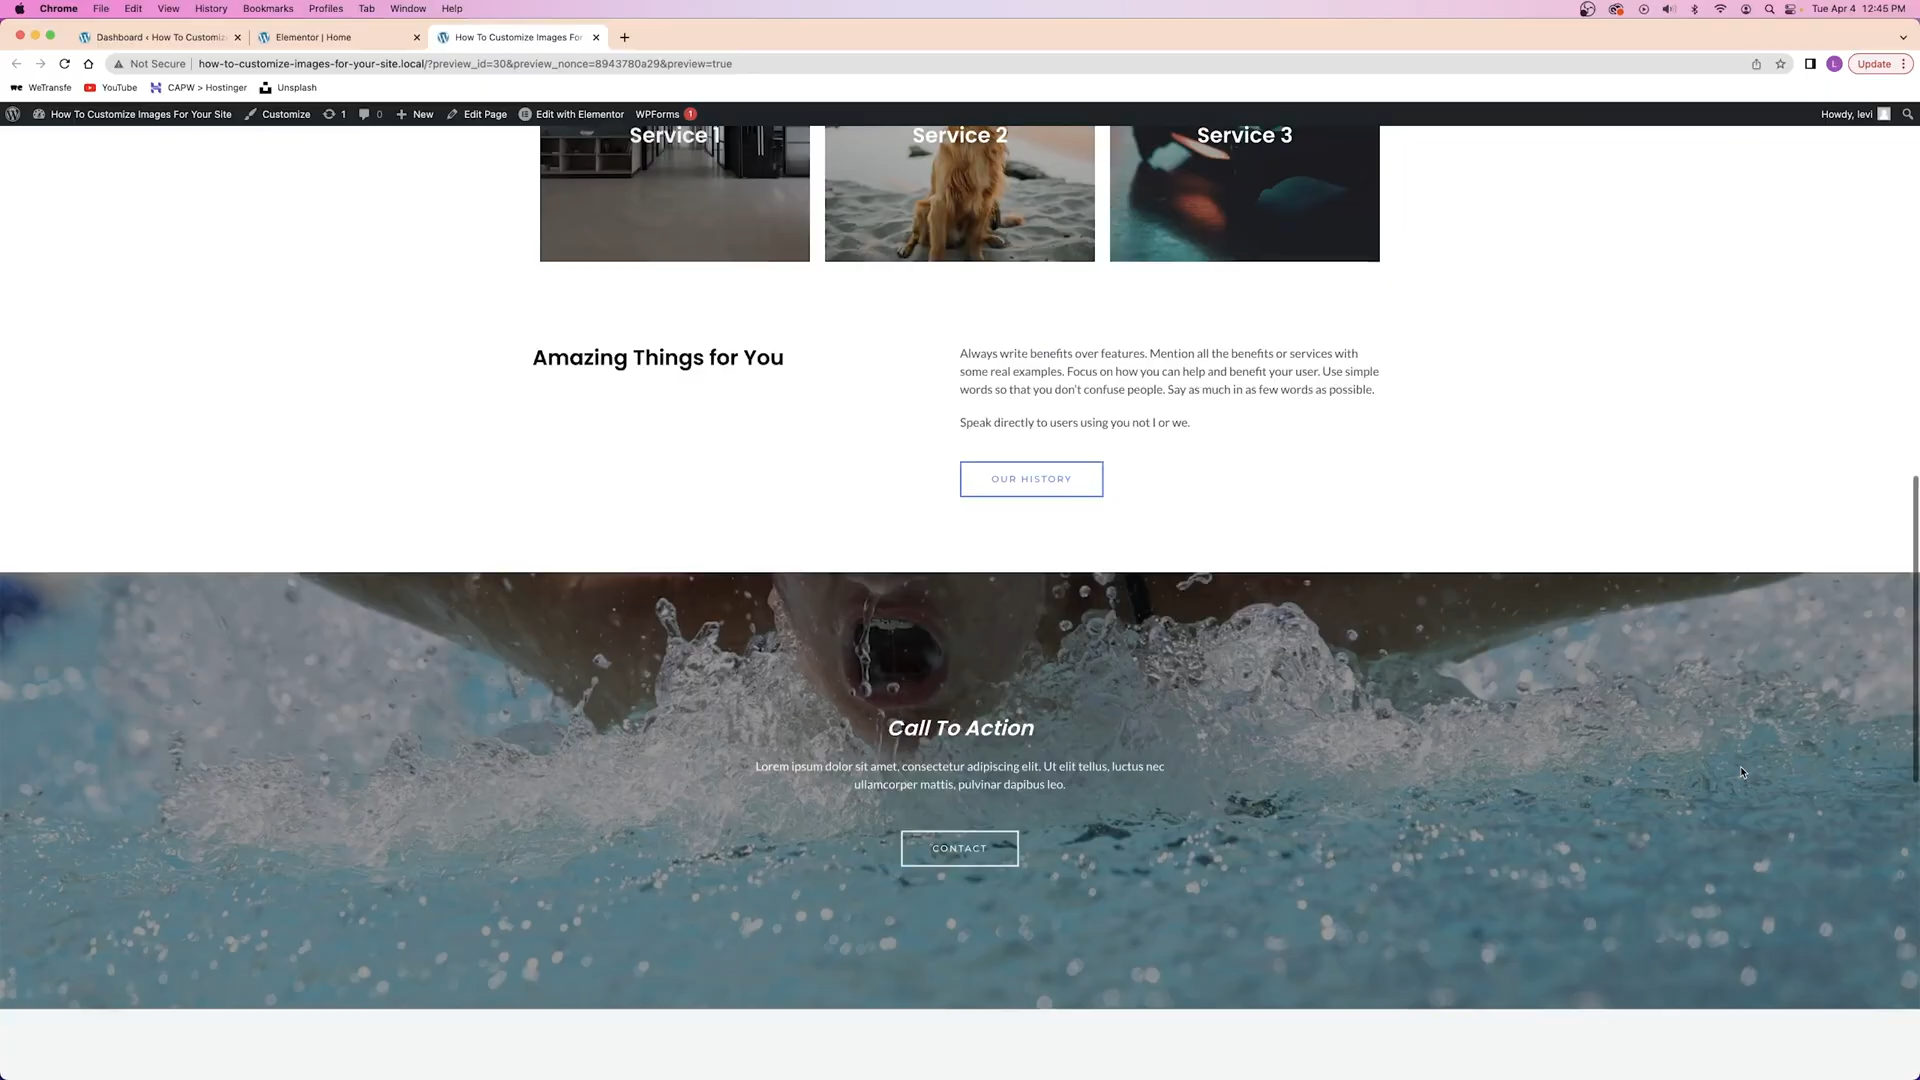 Chrome File Edit View History Bookmarks Profiles Tab Window Help
Tue Apr 4 12:45 PM
Dashboard ‹ How To Customiz
Elementor | Home
How To Customize Images For
Not Secure how-to-customize-images-for-your-site.local/?preview_id=30&preview_nonce=8943780a29&preview=true
L
Update
WeTransfe
YouTube
CAPW > Hostinger
Unsplash
How To Customize Images For Your Site Customize 1 0 New Edit Page Edit with Elementor WPForms 1
Howdy, levi
Service 1
Service 2
Service 3
Amazing Things for You
Always write benefits over features. Mention all the benefits or services with
some real examples. Focus on how you can help and benefit your user. Use simple
words so that you don't confuse people. Say as much in as few words as possible.
Speak directly to users using you not I or we.
OUR HISTORY
Call To Action
Lorem ipsum dolor sit amet, consectetur adipiscing elit. Ut elit tellus, luctus nec
ullamcorper mattis, pulvinar dapibus leo.
CONTACT